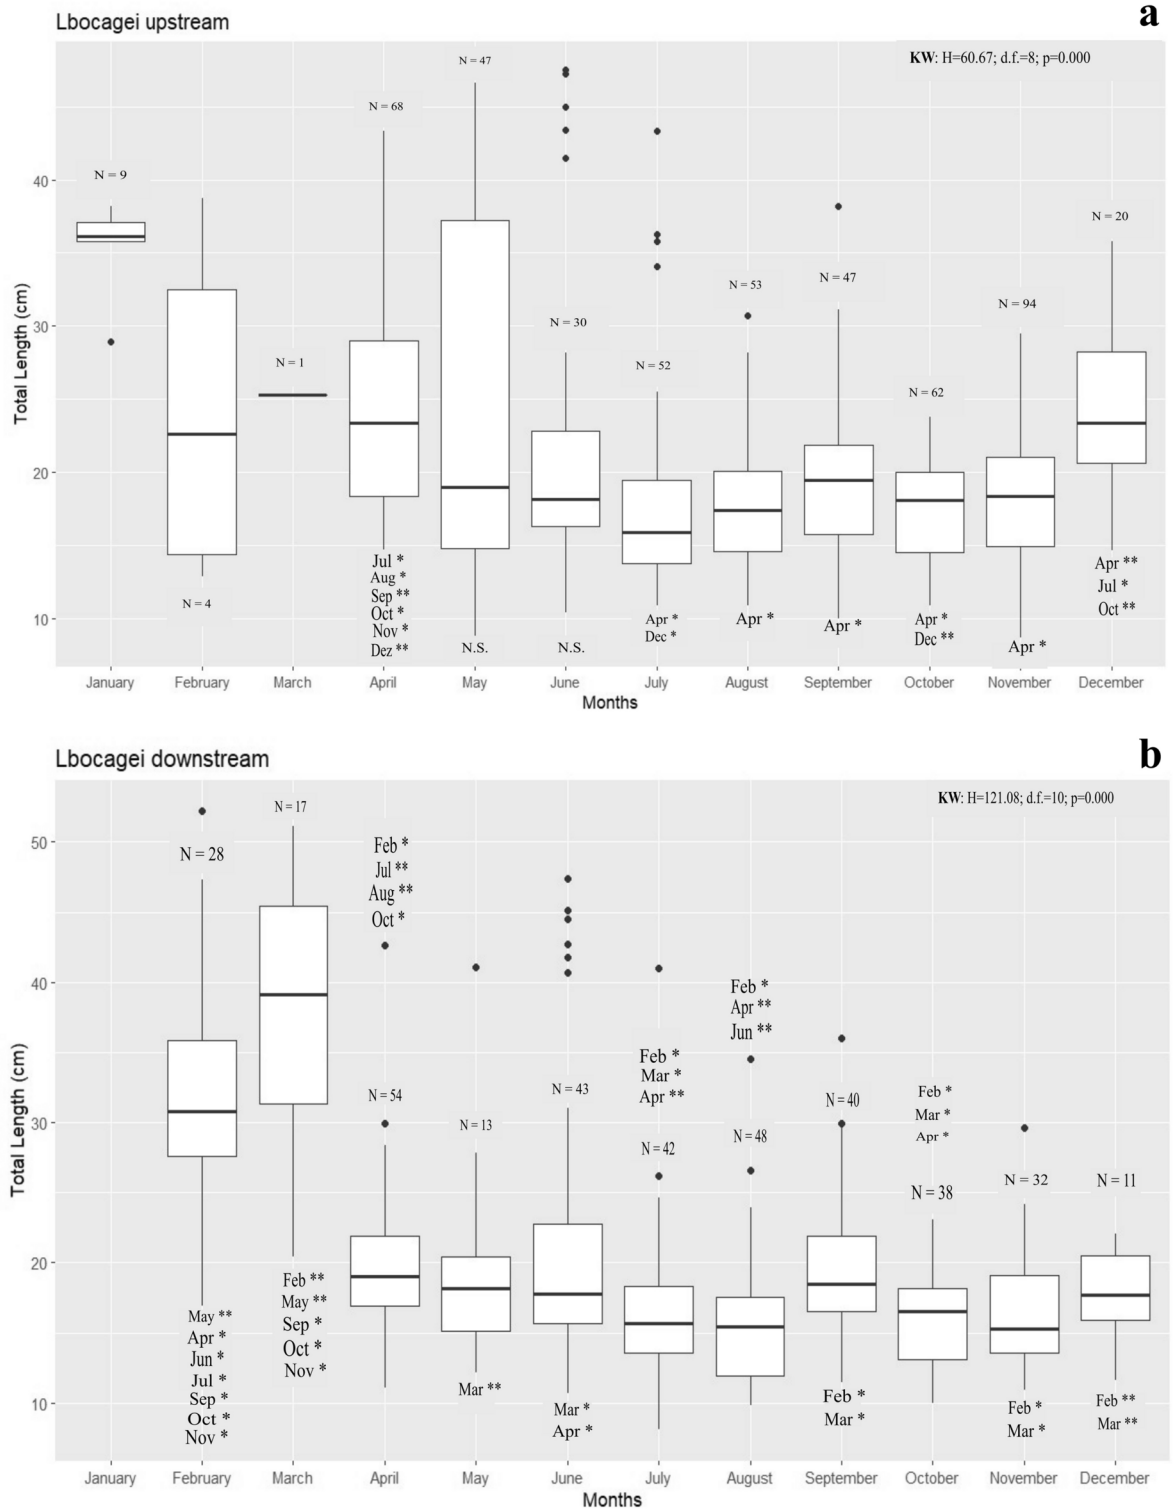 Lbocagei upstream
a
KW: H=60.67; d.f.=8; p=0.000
N = 47
N = 68
N = 9
N = 20
N = 53
N = 47
N = 94
N = 30
N = 1
N = 52
N = 62
N = 4
40
30
20
10
Total Length (cm)
Jul *
Aug *
Sep **
Oct *
Nov *
Dez **
N.S.
N.S.
Apr *
Dec *
Apr *
Apr *
Apr *
Dec **
Apr *
Apr **
Jul *
Oct **
January February March April May June July August September October November December
Months
Lbocagei downstream
b
KW: H=121.08; d.f.=10; p=0.000
N = 28
N = 17
Feb *
Jul **
Aug **
Oct *
N = 54
N = 13
N = 43
Feb *
Mar *
Apr **
N = 42
Feb *
Apr **
Jun **
N = 48
N = 40
Feb *
Mar *
Apr *
N = 38
N = 32
N = 11
50
40
30
20
10
Total Length (cm)
May **
Apr *
Jun *
Jul *
Sep *
Oct *
Nov *
Feb **
May **
Sep *
Oct *
Nov *
Mar **
Mar *
Apr *
Feb *
Mar *
Feb *
Mar *
Feb **
Mar **
January February March April May June July August September October November December
Months